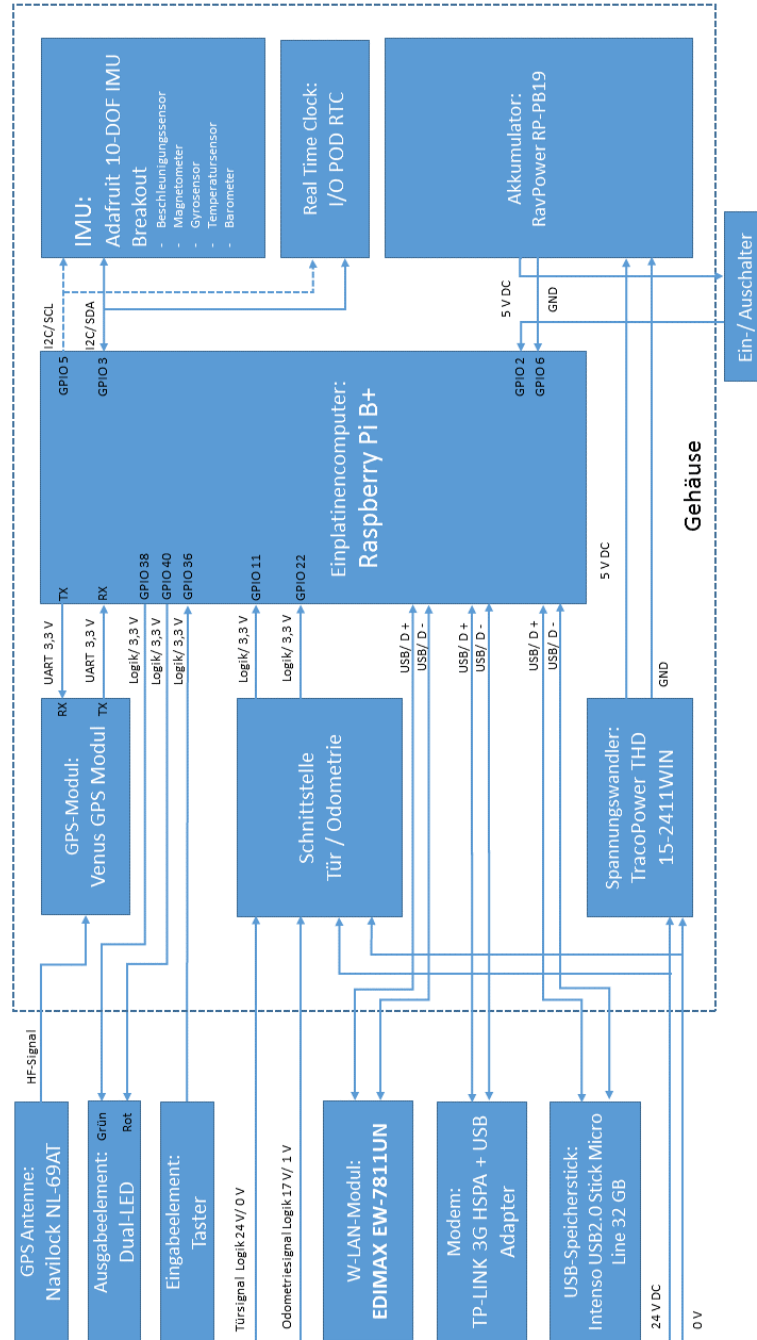 GPS Antenne:
Navilock NL-69AT
HF-Signal
Ausgabeelement:
Dual-LED
Grün
Rot
Eingabeelement:
Taster
Türsignal Logik 24 V/ 0 V
Odometriesignal Logik 17 V/ 1 V
W-LAN-Modul:
EDIMAX EW-7811UN
Modem:
TP-LINK 3G HSPA + USB
Adapter
USB-Speicherstick:
Intenso USB2.0 Stick Micro
Line 32 GB
24 V DC
0 V
GPS-Modul:
Venus GPS Modul
RX
TX
Schnittstelle
Tür / Odometrie
Spannungswandler:
TracoPower THD
15-2411WIN
UART 3,3 V
UART 3,3 V
Logik/ 3,3 V
Logik/ 3,3 V
Logik/ 3,3 V
Logik/ 3,3 V
Logik/ 3,3 V
USB/ D +
USB/ D -
USB/ D +
USB/ D -
USB/ D +
USB/ D -
5 V DC
GND
TX
RX
GPIO 38
GPIO 40
GPIO 36
GPIO 11
GPIO 22
Einplatinencomputer:
Raspberry Pi B+
GPIO 5
GPIO 3
GPIO 2
GPIO 6
I2C/ SCL
I2C/ SDA
5 V DC
GND
IMU:
Adafruit 10-DOF IMU
Breakout
- Beschleunigungssensor
- Magnetometer
- Gyrosensor
- Temperatursensor
- Barometer
Real Time Clock:
I/O POD RTC
Akkumulator:
RavPower RP-PB19
Gehäuse
Ein-/ Auschalter